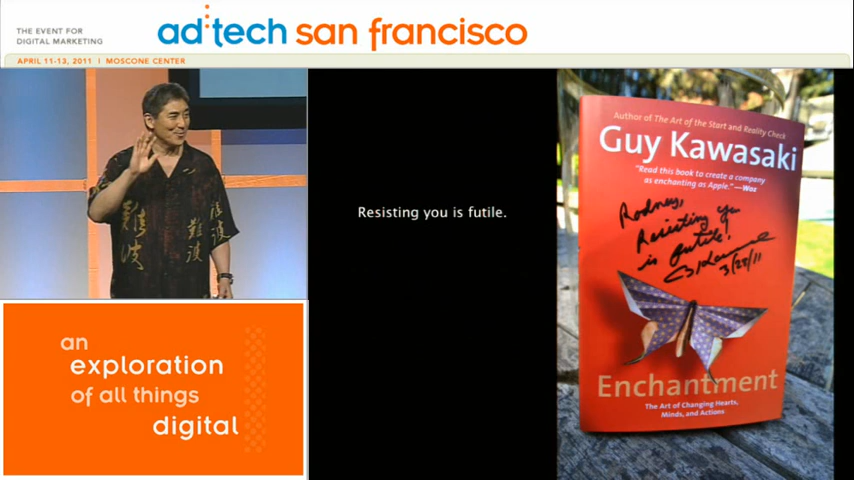 THE EVENT FOR
DIGITAL MARKETING
ad:tech san francisco
APRIL 11-13, 2011 | MOSCONE CENTER
Resisting you is futile.
Author of The Art of the Start and Reality Check
Guy Kawasaki
"Read this book to create a company
as enchanting as Apple." —Woz
Rodney,
Resisting you
is futile!
3/28/11
Enchantment
The Art of Changing Hearts,
Minds, and Actions
an
exploration
of all things
digital